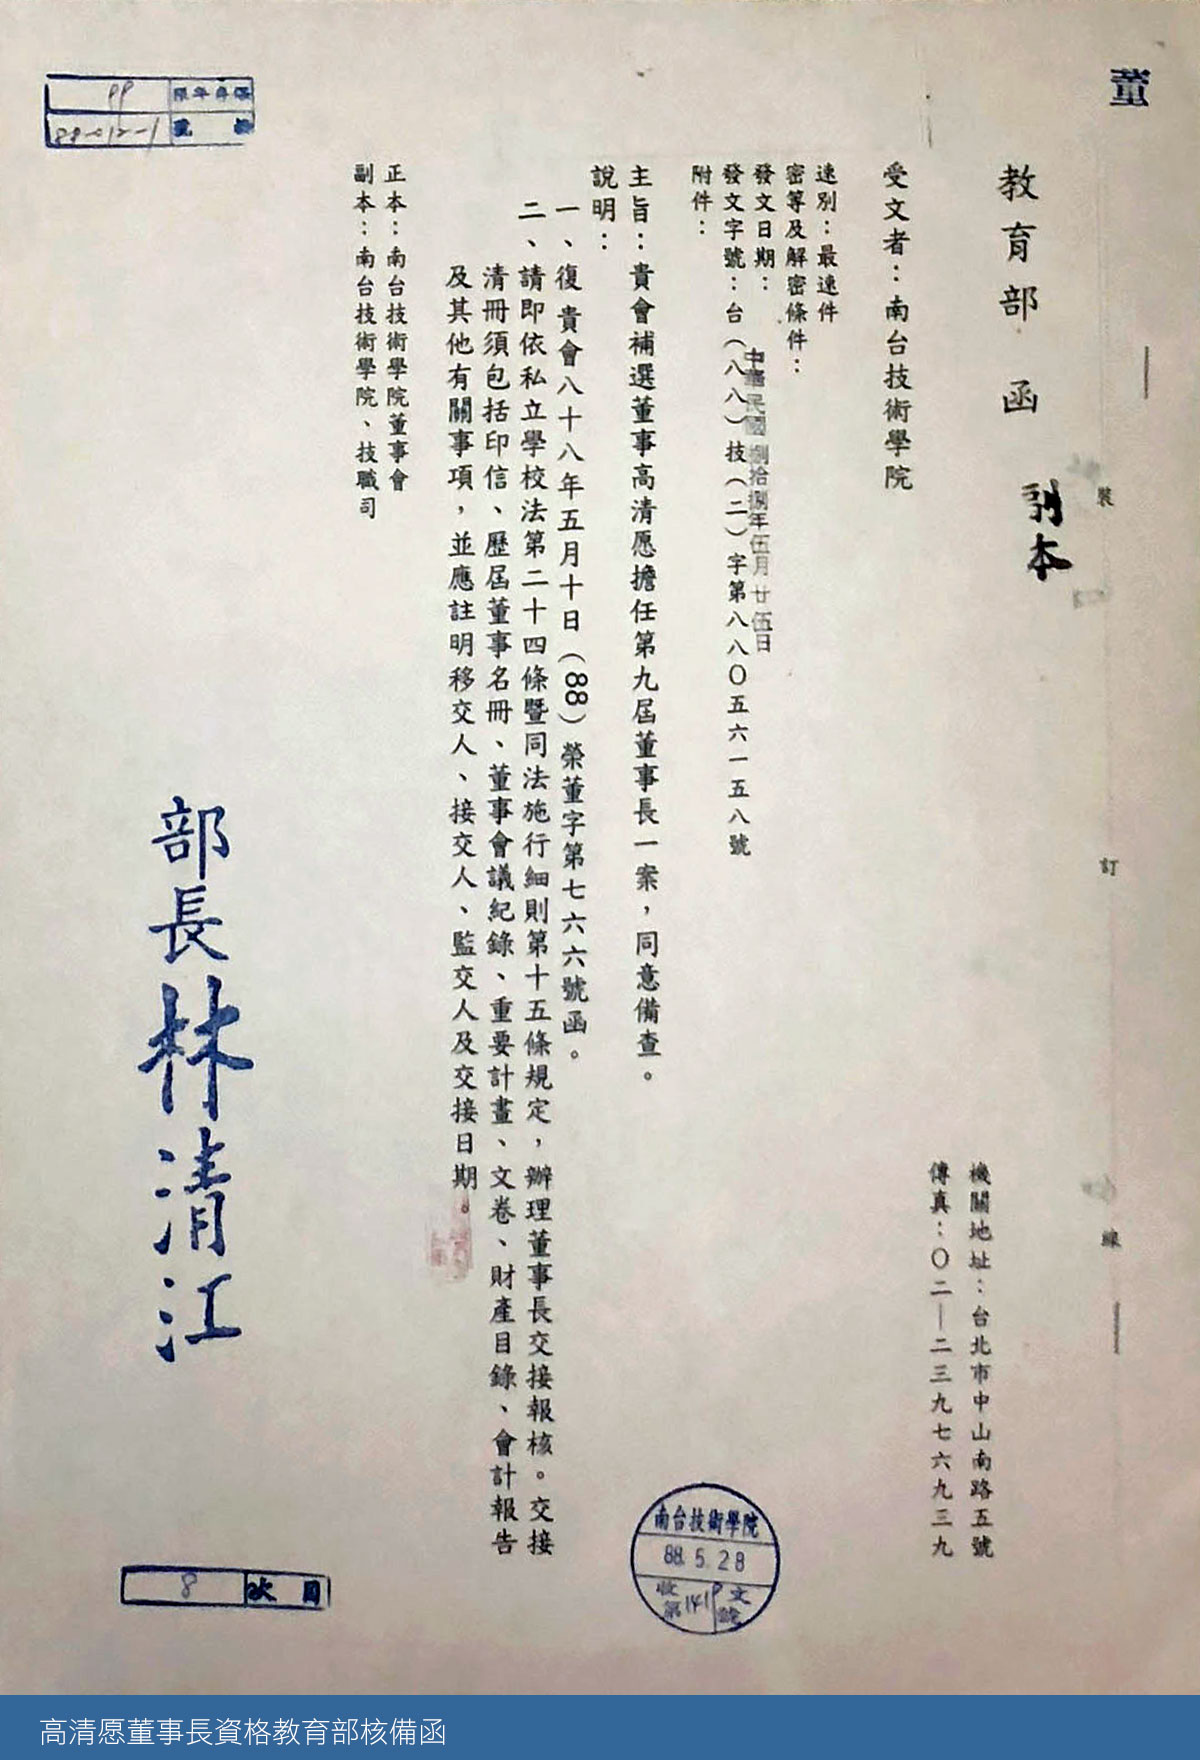 董
裝
訂
線
教育部 函
副本
機關地址：台北市中山南路五號
傳真：〇二—二三九七六九三九
受文者：南台技術學院
速別：最速件
密等及解密條件：
發文日期：中華民國捌拾捌年伍月廿伍日
發文字號：台（八八）技（二）字第八八〇五六一五八號
附件：
主旨：貴會補選董事高清愿擔任第九屆董事長一案，同意備查。
說明：
一、復 貴會八十八年五月十日（88）榮董字第七六六號函。
二、請即依私立學校法第二十四條暨同法施行細則第十五條規定，辦理董事長交接報核。交接
清冊須包括印信、歷屆董事名冊、董事會議紀錄、重要計畫、文卷、財產目錄、會計報告
及其他有關事項，並應註明移交人、接交人、監交人及交接日期。
正本：南台技術學院董事會
副本：南台技術學院、技職司
部長林清江
檔號
88-012-1
目次
8
南台技術學院
88. 5. 28
收文
第 號
高清愿董事長資格教育部核備函